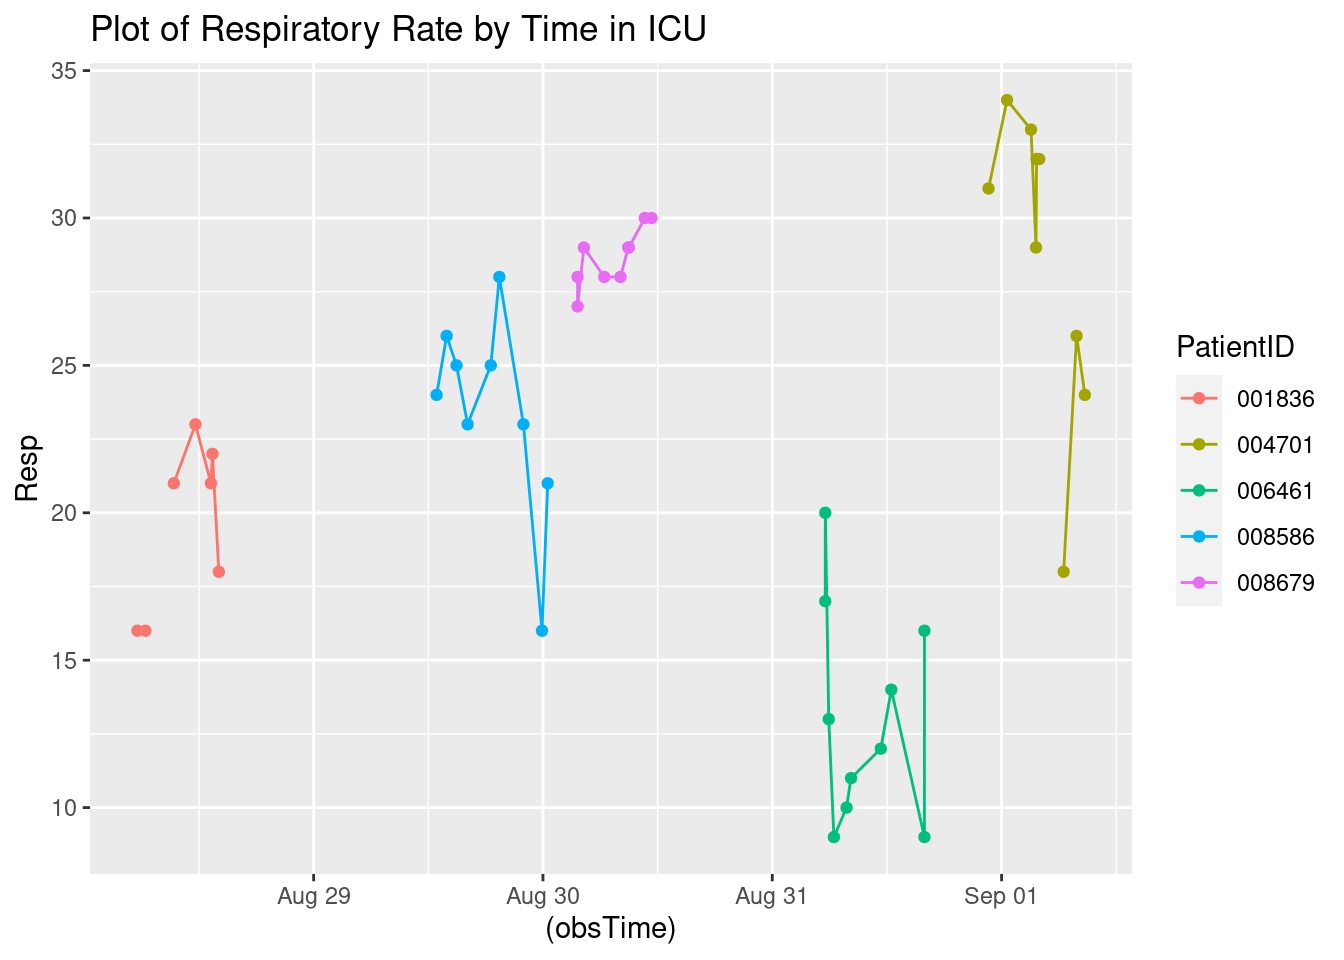 Plot of Respiratory Rate by Time in ICU
35
30
25
20
15
10
Resp
Aug 29
Aug 30
Aug 31
Sep 01
(obsTime)
PatientID
001836
004701
006461
008586
008679